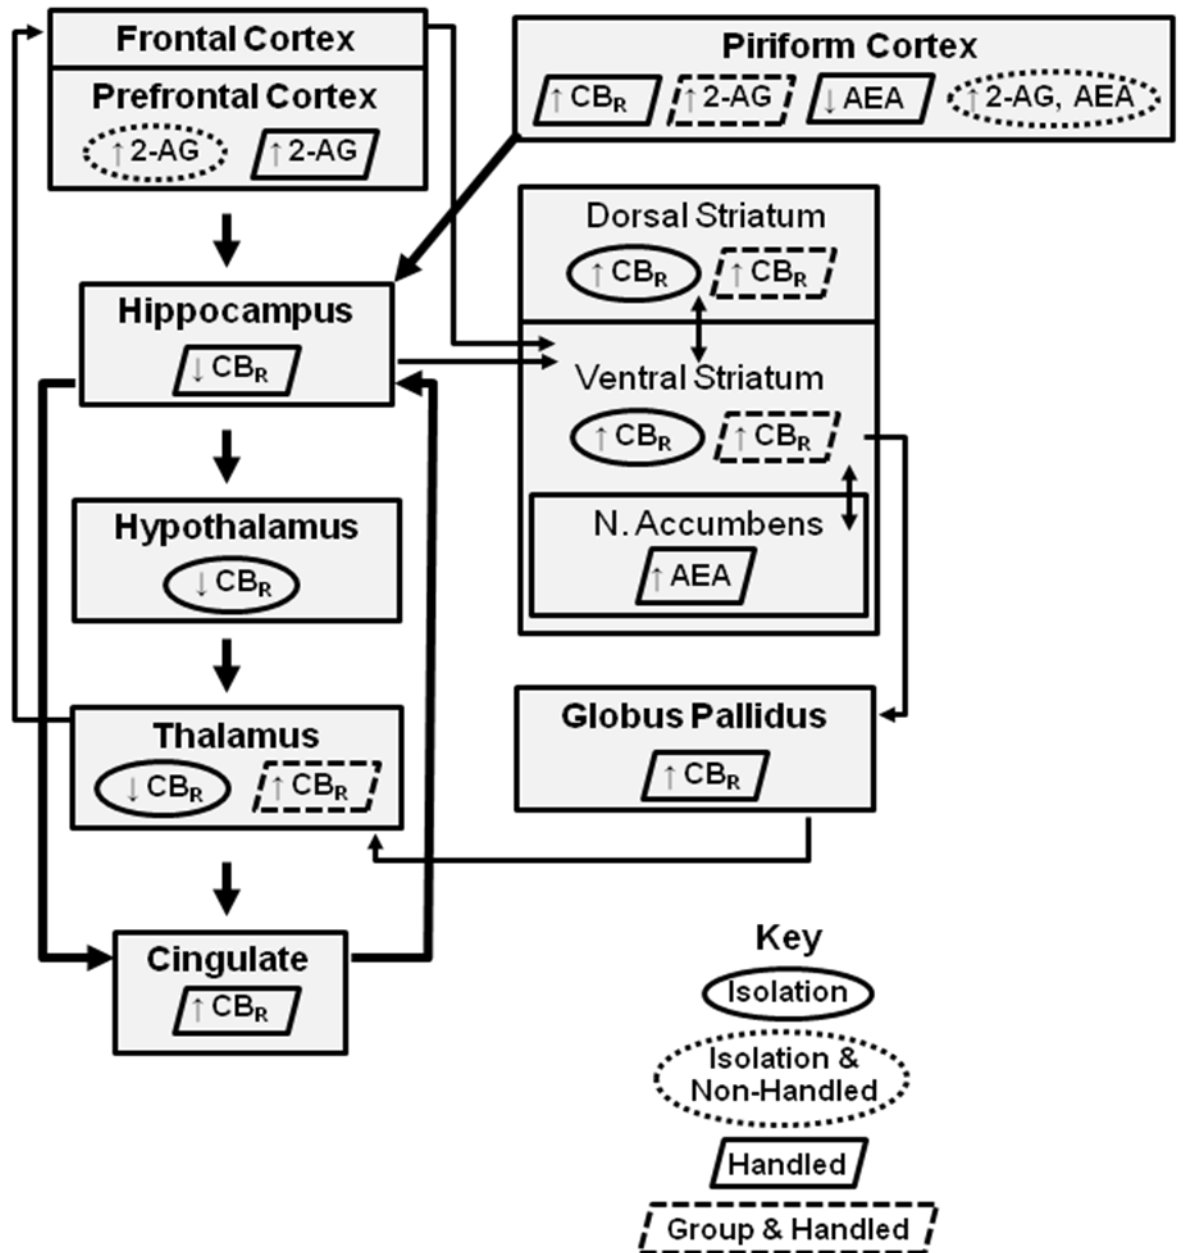 Frontal Cortex
Prefrontal Cortex
↑ 2-AG ↑ 2-AG
Piriform Cortex
↑ CBR ↑ 2-AG ↓ AEA ↑ 2-AG, AEA
Dorsal Striatum
↑ CBR ↑ CBR
Hippocampus
↓ CBR
Ventral Striatum
↑ CBR ↑ CBR
N. Accumbens
↑ AEA
Hypothalamus
↓ CBR
Thalamus
↓ CBR ↑ CBR
Globus Pallidus
↑ CBR
Cingulate
↑ CBR
Key
Isolation
Isolation &
Non-Handled
Handled
Group & Handled